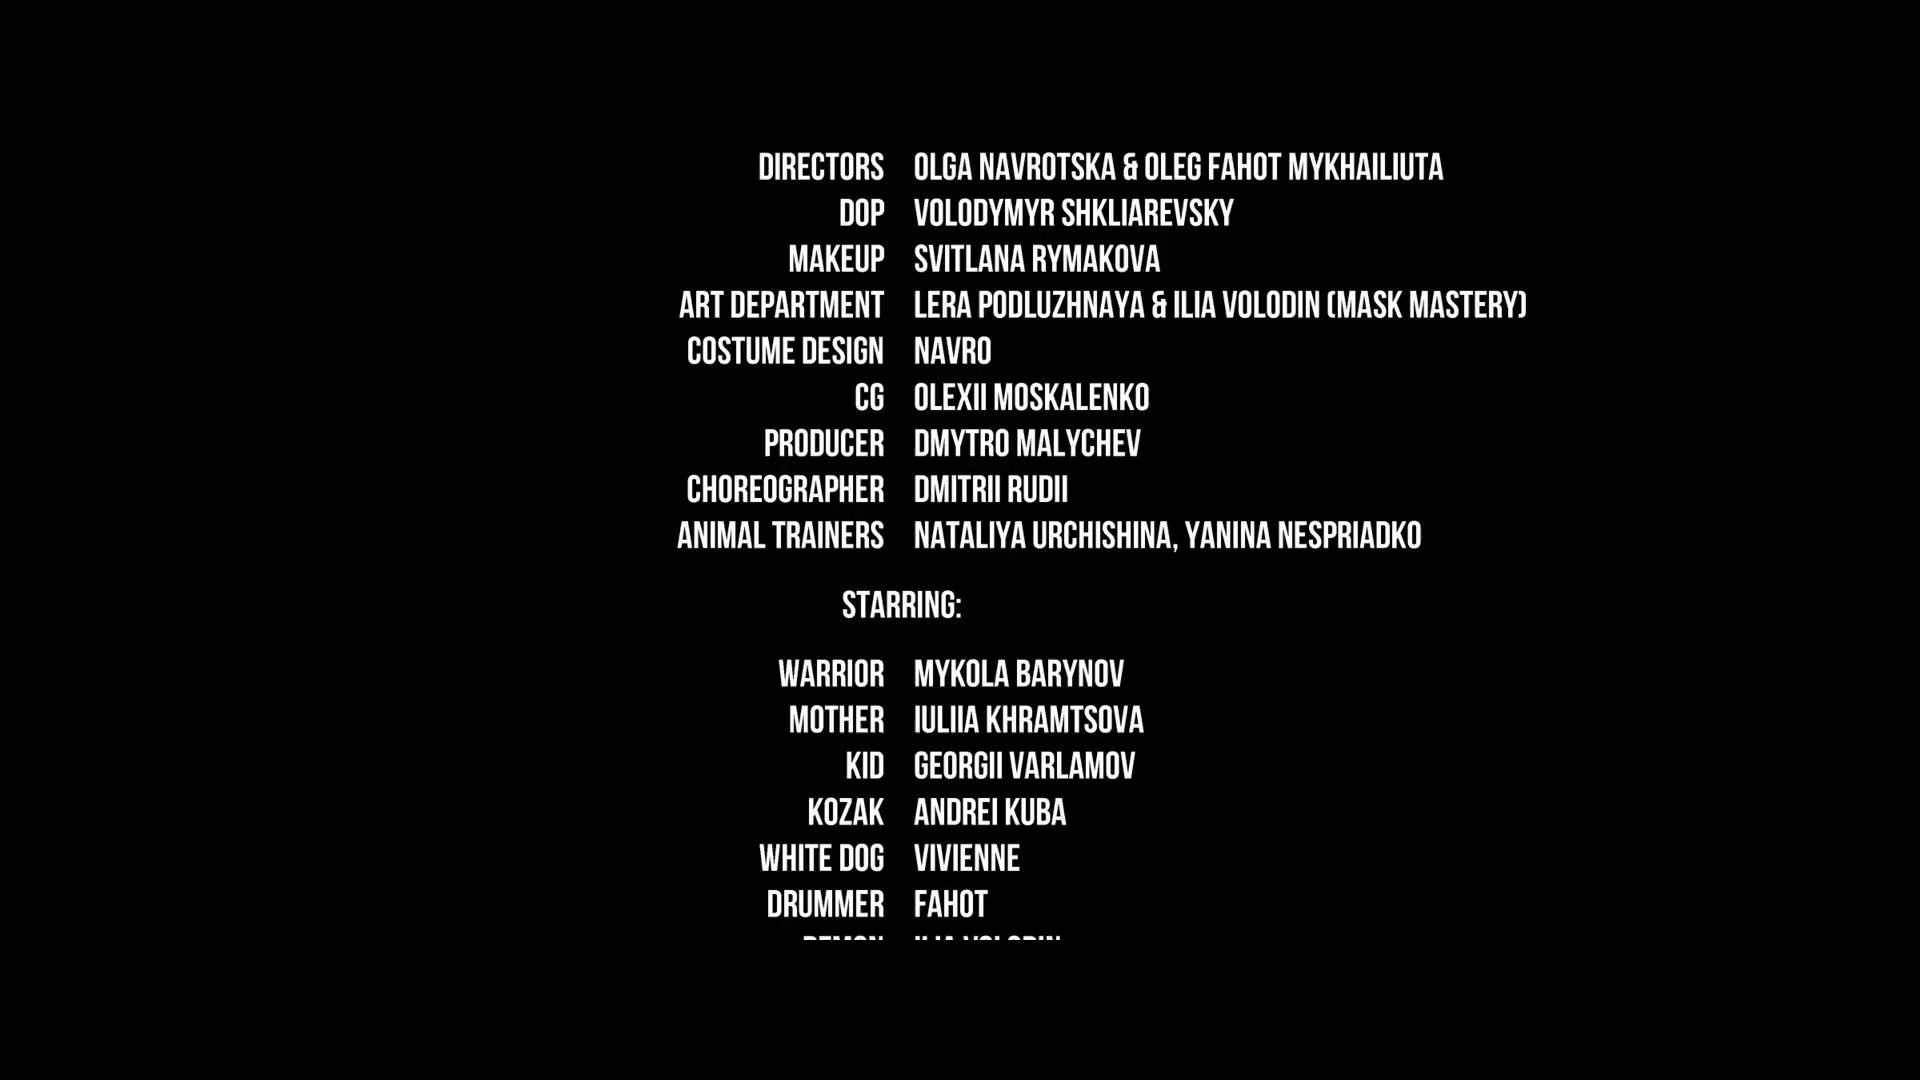 DIRECTORS OLGA NAVROTSKA & OLEG FAHOT MYKHAILIUTA
DOP VOLODYMYR SHKLIAREVSKY
MAKEUP SVITLANA RYMAKOVA
ART DEPARTMENT LERA PODLUZHNAYA & ILIA VOLODIN (MASK MASTERY)
COSTUME DESIGN NAVRO
CG OLEXII MOSKALENKO
PRODUCER DMYTRO MALYCHEV
CHOREOGRAPHER DMITRII RUDII
ANIMAL TRAINERS NATALIYA URCHISHINA, YANINA NESPRIADKO
STARRING:
WARRIOR MYKOLA BARYNOV
MOTHER IULIIA KHRAMTSOVA
KID GEORGII VARLAMOV
KOZAK ANDREI KUBA
WHITE DOG VIVIENNE
DRUMMER FAHOT